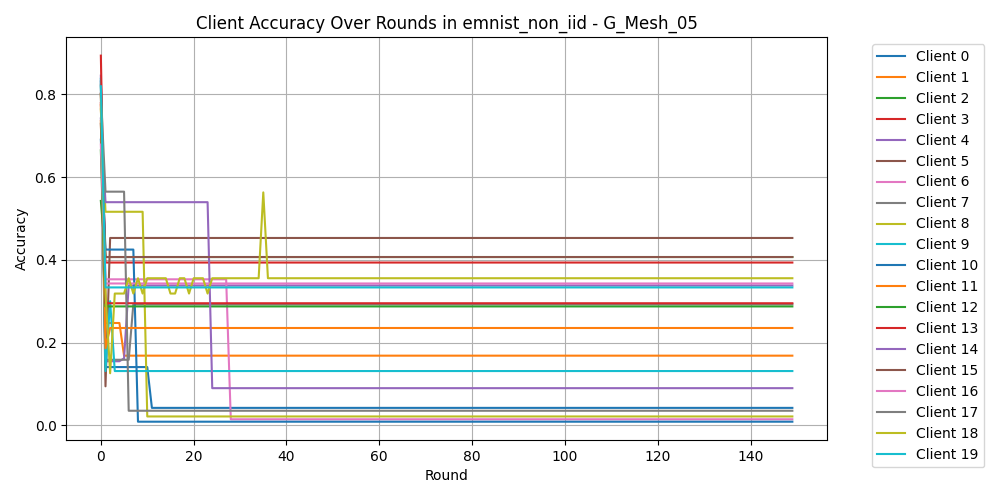 Client Accuracy Over Rounds in emnist_non_iid - G_Mesh_05
Accuracy
0.8
0.6
0.4
0.2
0.0
0 20 40 60 80 100 120 140
Round
Client 0
Client 1
Client 2
Client 3
Client 4
Client 5
Client 6
Client 7
Client 8
Client 9
Client 10
Client 11
Client 12
Client 13
Client 14
Client 15
Client 16
Client 17
Client 18
Client 19